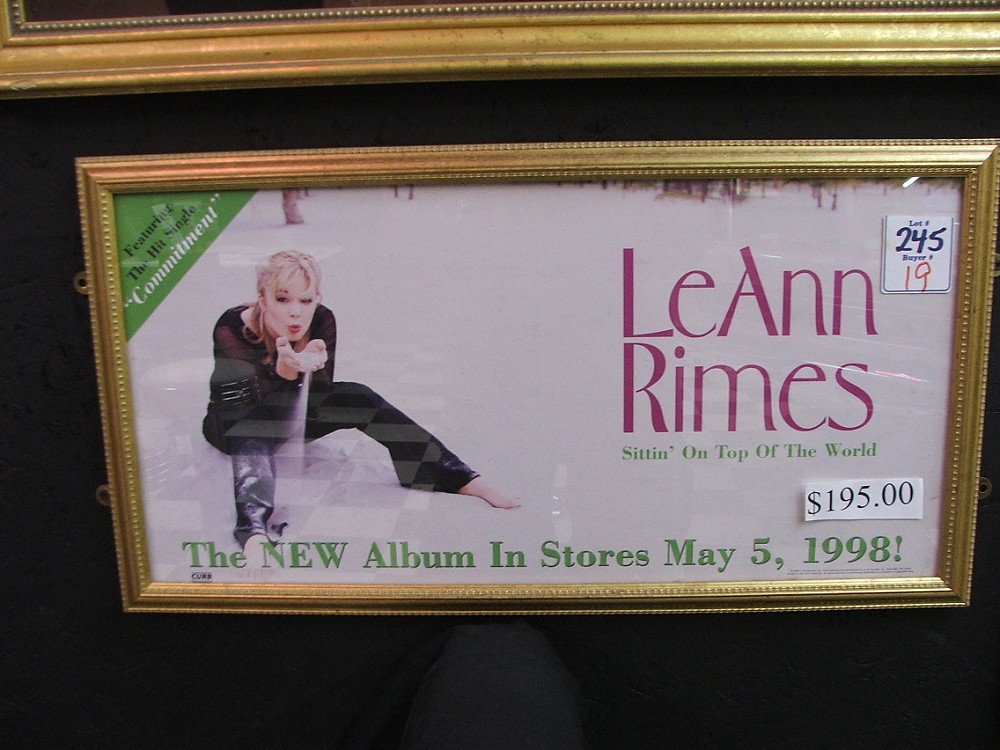 Featuring
The Hit Single
"Commitment"
Lot #
245
Buyer #
19
LeAnn
Rimes
Sittin' On Top Of The World
$195.00
The NEW Album In Stores May 5, 1998!
CURB